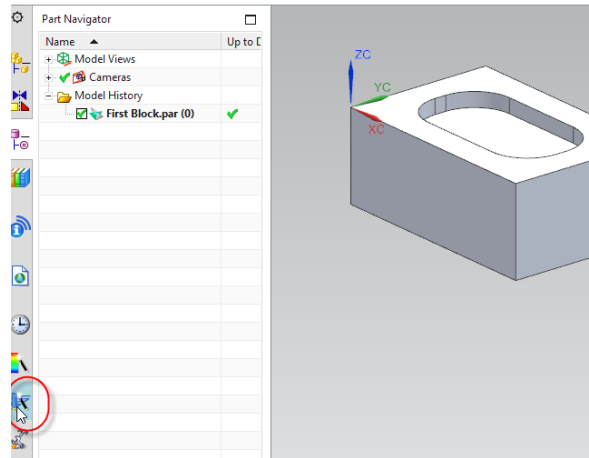 Part Navigator
Name Up to D
Model Views
Cameras
Model History
First Block.par (0)
ZC
YC
XC